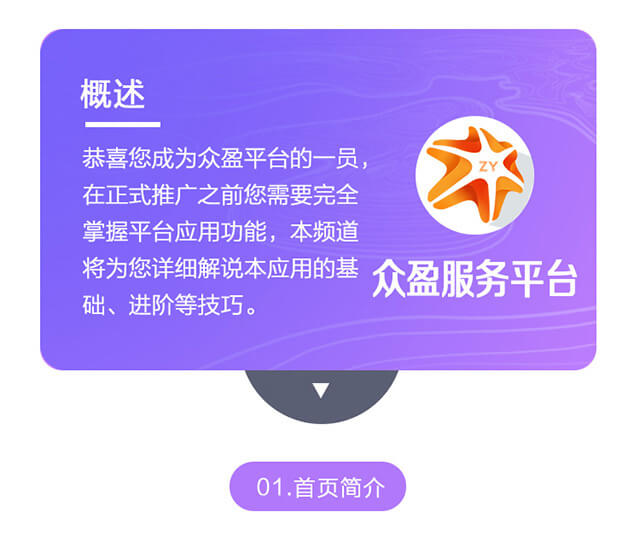 概述
恭喜您成为众盈平台的一员，
在正式推广之前您需要完全
掌握平台应用功能，本频道
将为您详细解说本应用的基
础、进阶等技巧。
ZY
众盈服务平台
01.首页简介